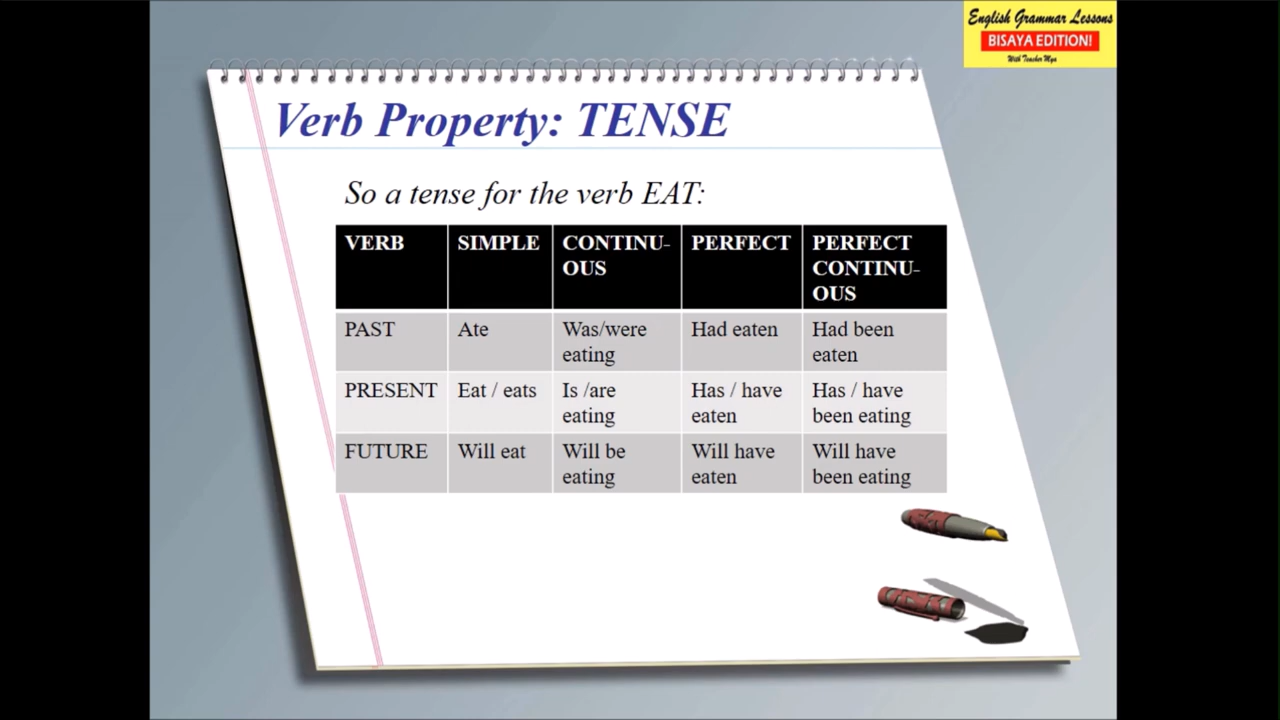 English Grammar Lessons
BISAYA EDITION!
With Teacher Mya
Verb Property: TENSE
So a tense for the verb EAT:
VERB SIMPLE CONTINU- PERFECT PERFECT
OUS CONTINU-
OUS
PAST Ate Was/were Had eaten Had been
eating eaten
PRESENT Eat / eats Is /are Has / have Has / have
eating eaten been eating
FUTURE Will eat Will be Will have Will have
eating eaten been eating